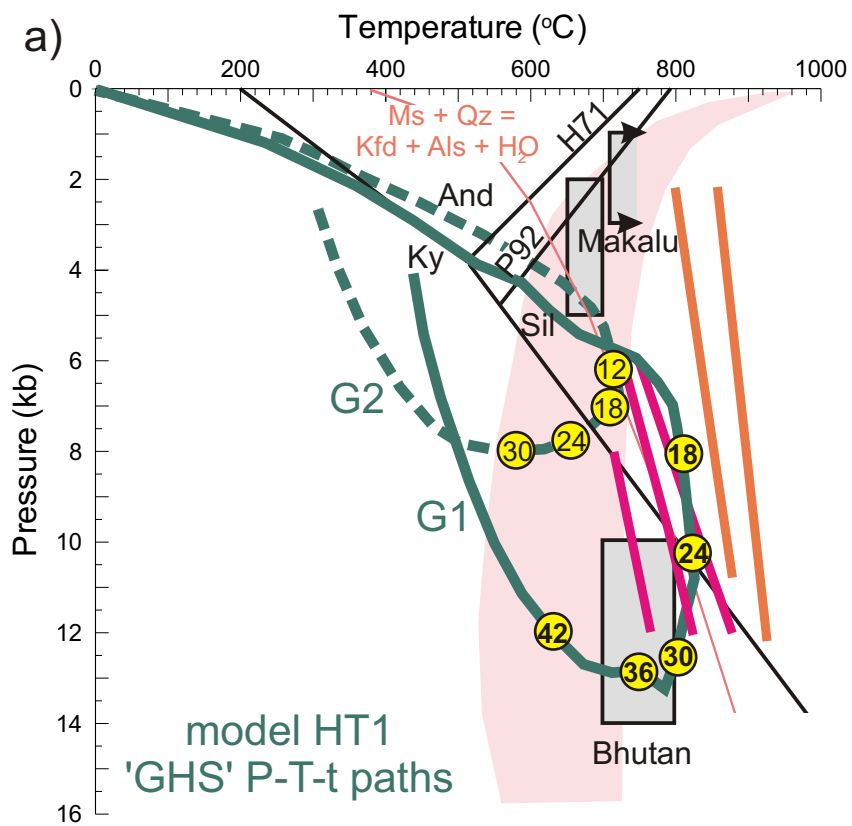 a)
Temperature (°C)
0 200 400 600 800 1000
Ms + Qz =
Kfd + Als + H2O
H71
And
Makalu
P92
Ky
Sil
0
2
4
6
8
10
12
14
16
Pressure (kb)
12
18
G2
30 24
18
G1
24
42
36 30
Bhutan
model HT1
'GHS' P-T-t paths